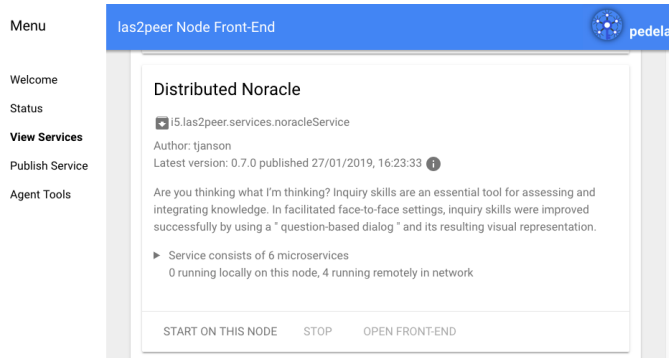 Menu
Welcome
Status
View Services
Publish Service
Agent Tools
las2peer Node Front-End
Distributed Noracle
i5.las2peer.services.noracleService
Author: tjanson
Latest version: 0.7.0 published 27/01/2019, 16:23:33
Are you thinking what I'm thinking? Inquiry skills are an essential tool for assessing and
integrating knowledge. In facilitated face-to-face settings, inquiry skills were improved
successfully by using a " question-based dialog " and its resulting visual representation.
Service consists of 6 microservices
0 running locally on this node, 4 running remotely in network
START ON THIS NODE STOP OPEN FRONT-END